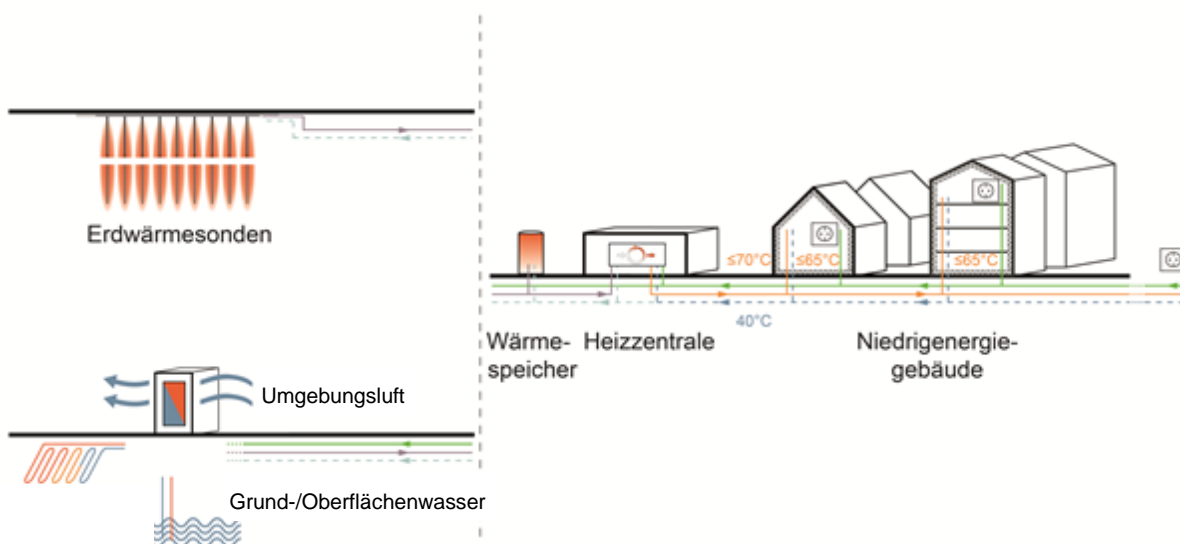 Erdwärmesonden
Umgebungsluft
Grund-/Oberflächenwasser
≤70°C
≤65°C
≤65°C
40°C
Wärme-
speicher
Heizzentrale
Niedrigenergie-
gebäude